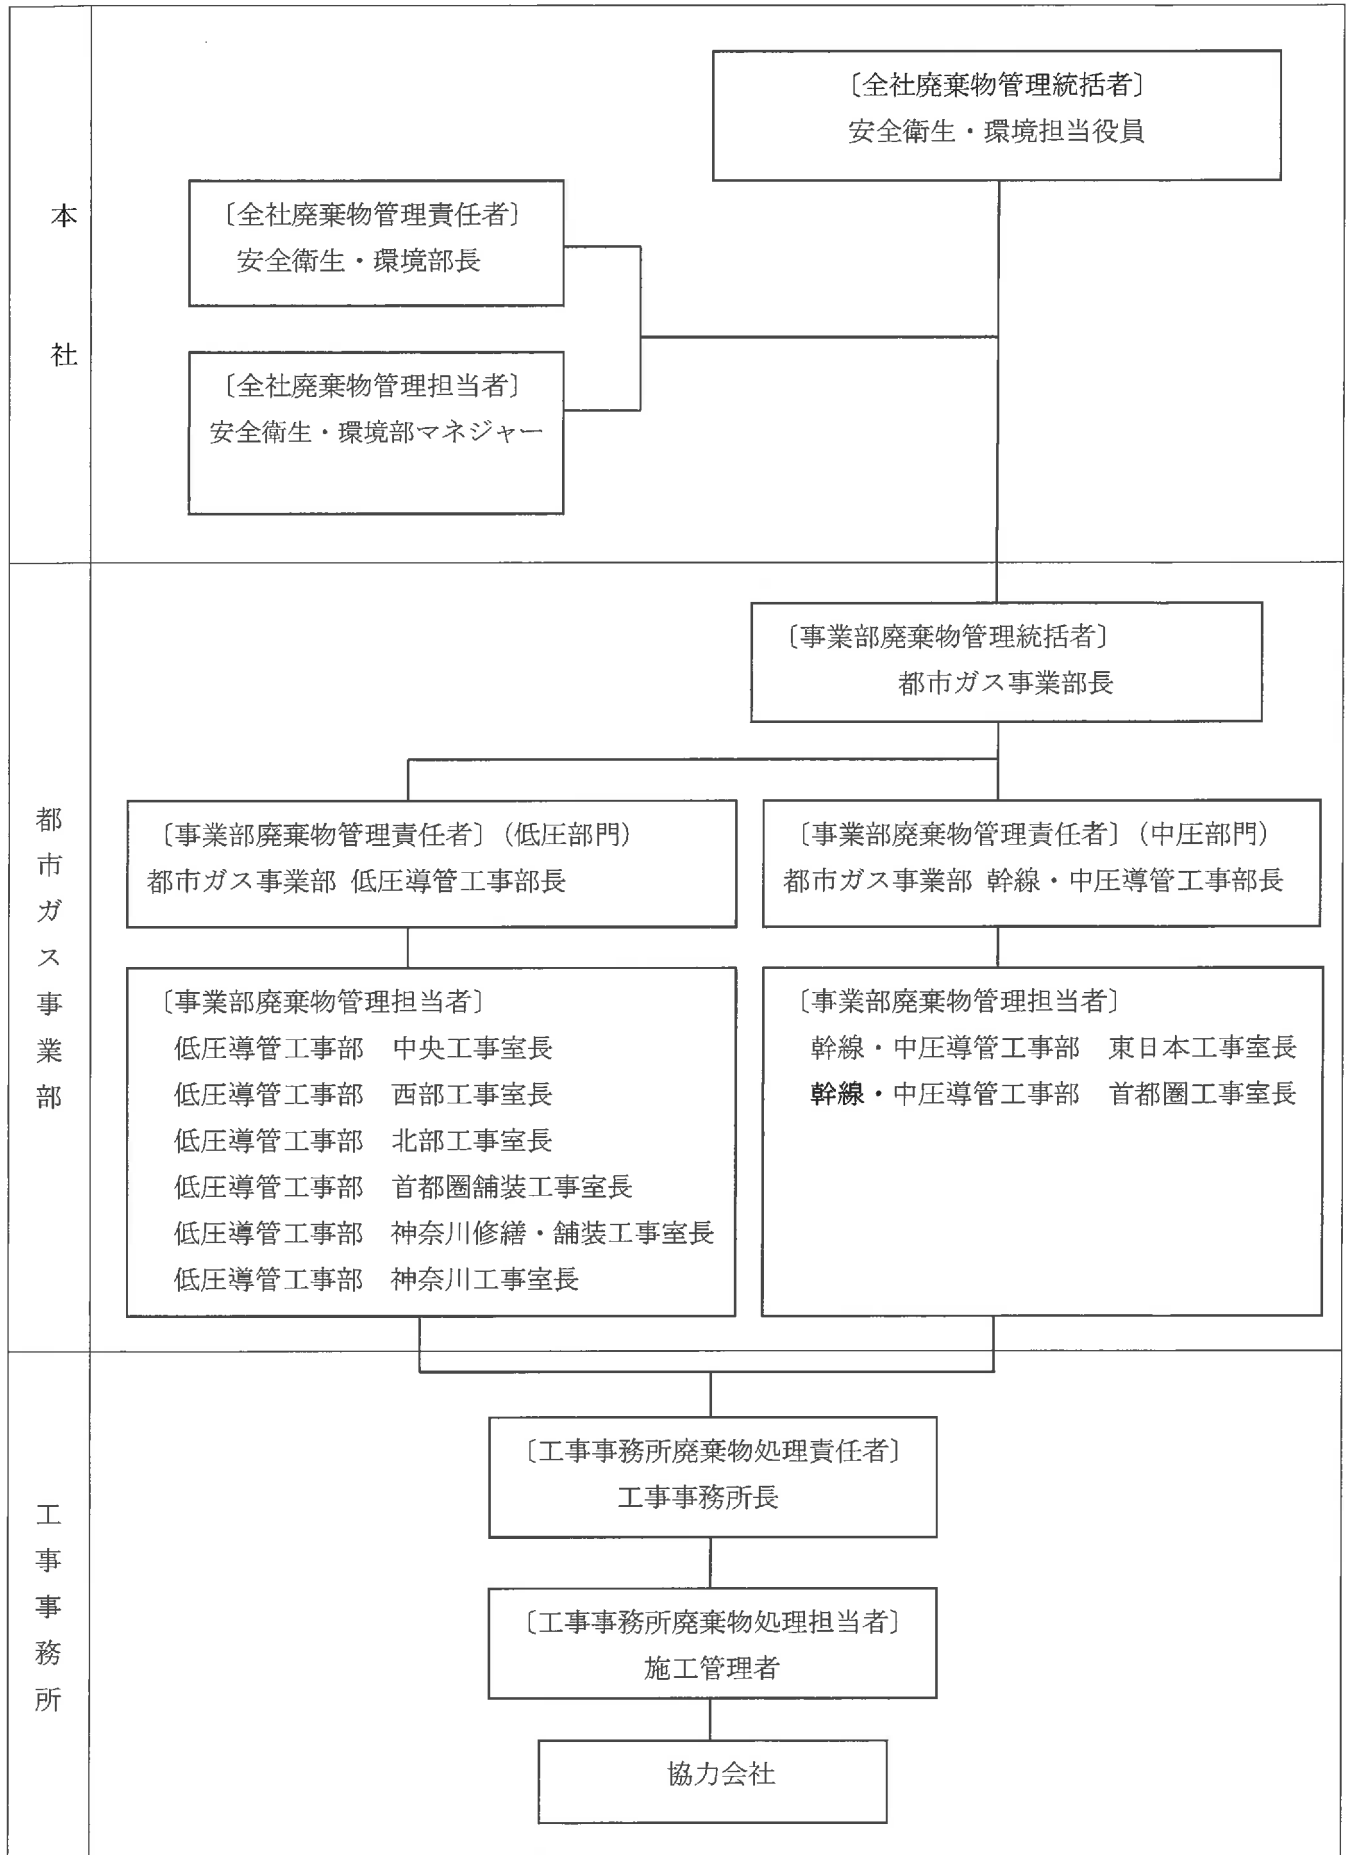 本社
〔全社廃棄物管理統括者〕
安全衛生・環境担当役員
〔全社廃棄物管理責任者〕
安全衛生・環境部長
〔全社廃棄物管理担当者〕
安全衛生・環境部マネジャー
都市ガス事業部
〔事業部廃棄物管理統括者〕
都市ガス事業部長
〔事業部廃棄物管理責任者〕(低圧部門)
都市ガス事業部 低圧導管工事部長
〔事業部廃棄物管理責任者〕(中圧部門)
都市ガス事業部 幹線・中圧導管工事部長
〔事業部廃棄物管理担当者〕
低圧導管工事部 中央工事室長
低圧導管工事部 西部工事室長
低圧導管工事部 北部工事室長
低圧導管工事部 首都圏舗装工事室長
低圧導管工事部 神奈川修繕・舗装工事室長
低圧導管工事部 神奈川工事室長
〔事業部廃棄物管理担当者〕
幹線・中圧導管工事部 東日本工事室長
幹線・中圧導管工事部 首都圏工事室長
工事事務所
〔工事事務所廃棄物処理責任者〕
工事事務所長
〔工事事務所廃棄物処理担当者〕
施工管理者
協力会社